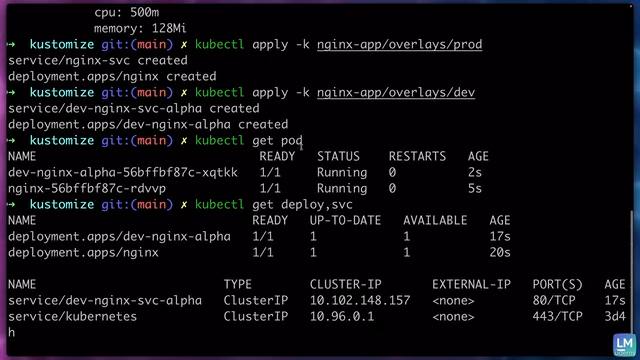 cpu: 500m
memory: 128Mi
→ kustomize git:(main) ✗ kubectl apply -k nginx-app/overlays/prod
service/nginx-svc created
deployment.apps/nginx created
→ kustomize git:(main) ✗ kubectl apply -k nginx-app/overlays/dev
service/dev-nginx-svc-alpha created
deployment.apps/dev-nginx-alpha created
→ kustomize git:(main) ✗ kubectl get pod
NAME READY STATUS RESTARTS AGE
dev-nginx-alpha-56bffbf87c-xqtkk 1/1 Running 0 2s
nginx-56bffbf87c-rdvvp 1/1 Running 0 5s
→ kustomize git:(main) ✗ kubectl get deploy,svc
NAME READY UP-TO-DATE AVAILABLE AGE
deployment.apps/dev-nginx-alpha 1/1 1 1 17s
deployment.apps/nginx 1/1 1 1 20s
NAME TYPE CLUSTER-IP EXTERNAL-IP PORT(S) AGE
service/dev-nginx-svc-alpha ClusterIP 10.102.148.157 <none> 80/TCP 17s
service/kubernetes ClusterIP 10.96.0.1 <none> 443/TCP 3d4
h
LM